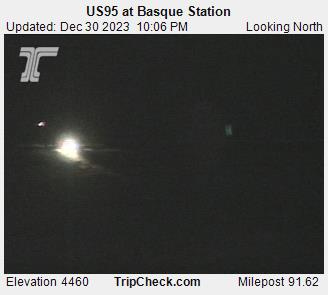 US95 at Basque Station
Updated: Dec 30 2023 10:06 PM Looking North
Elevation 4460 TripCheck.com Milepost 91.62